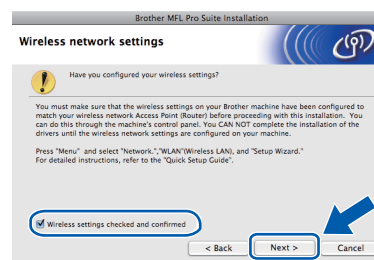 Brother MFL Pro Suite Installation
Wireless network settings
Have you configured your wireless settings?
You must make sure that the wireless settings on your Brother machine have been configured to
match your wireless network Access Point (Router) before proceeding with this installation. You
can do this through the machine's control panel. You CAN NOT complete the installation of the
drivers until the wireless network settings are configured on your machine.
Press "Menu" and select "Network.","WLAN"(Wireless LAN), and "Setup Wizard."
For detailed instructions, refer to the "Quick Setup Guide".
Wireless settings checked and confirmed
< Back
Next >
Cancel